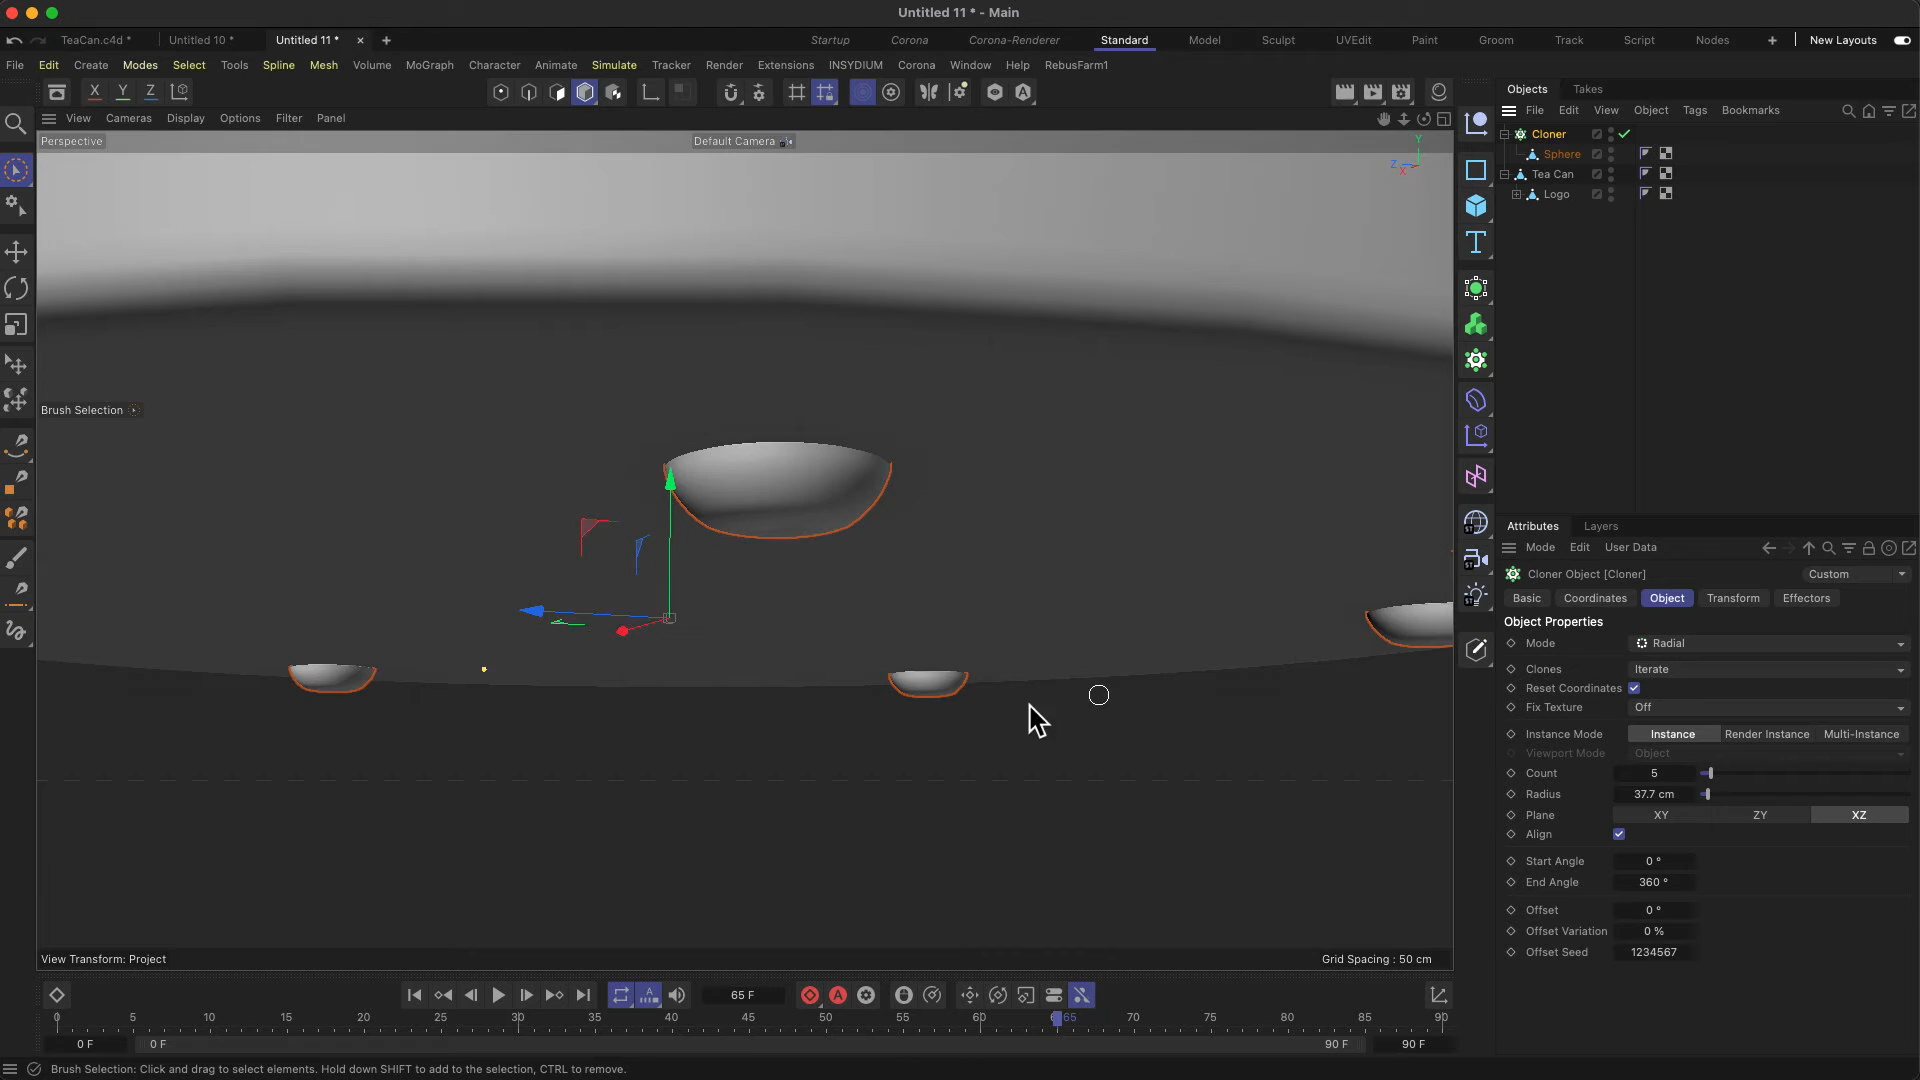 Untitled 11 * - Main
TeaCan.c4d *
Untitled 10 *
Untitled 11 *
Startup
Corona
Corona-Renderer
Standard
Model
Sculpt
UVEdit
Paint
Groom
Track
Script
Nodes
New Layouts
File Edit Create Modes Select Tools Spline Mesh Volume MoGraph Character Animate Simulate Tracker Render Extensions INSYDIUM Corona Window Help RebusFarm1
X Y Z
View Cameras Display Options Filter Panel
Perspective
Default Camera
Y
Z
X
Brush Selection
View Transform: Project
Grid Spacing : 50 cm
Objects Takes
File Edit View Object Tags Bookmarks
Cloner
Sphere
Tea Can
Logo
Attributes Layers
Mode Edit User Data
Cloner Object [Cloner]
Custom
Basic Coordinates Object Transform Effectors
Object Properties
Mode Radial
Clones Iterate
Reset Coordinates
Fix Texture Off
Instance Mode Instance Render Instance Multi-Instance
Viewport Mode Object
Count 5
Radius 37.7 cm
Plane XY ZY XZ
Align
Start Angle 0 °
End Angle 360 °
Offset 0 °
Offset Variation 0 %
Offset Seed 1234567
65 F
0 5 10 15 20 25 30 35 40 45 50 55 60 65 70 75 80 85 90
0 F 0 F 90 F 90 F
Brush Selection: Click and drag to select elements. Hold down SHIFT to add to the selection, CTRL to remove.